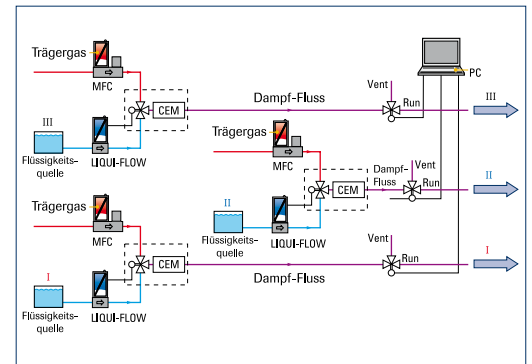 Trägergas
MFC
PC
Vent
Dampf-Fluss
CEM
Run
III
III
Flüssigkeits-
quelle
LIQUI-FLOW
Trägergas
MFC
Vent
Dampf-
Fluss
CEM
Run
II
II
Flüssigkeits-
quelle
LIQUI-FLOW
Trägergas
MFC
Vent
CEM
Dampf-Fluss
Run
I
I
Flüssigkeits-
quelle
LIQUI-FLOW